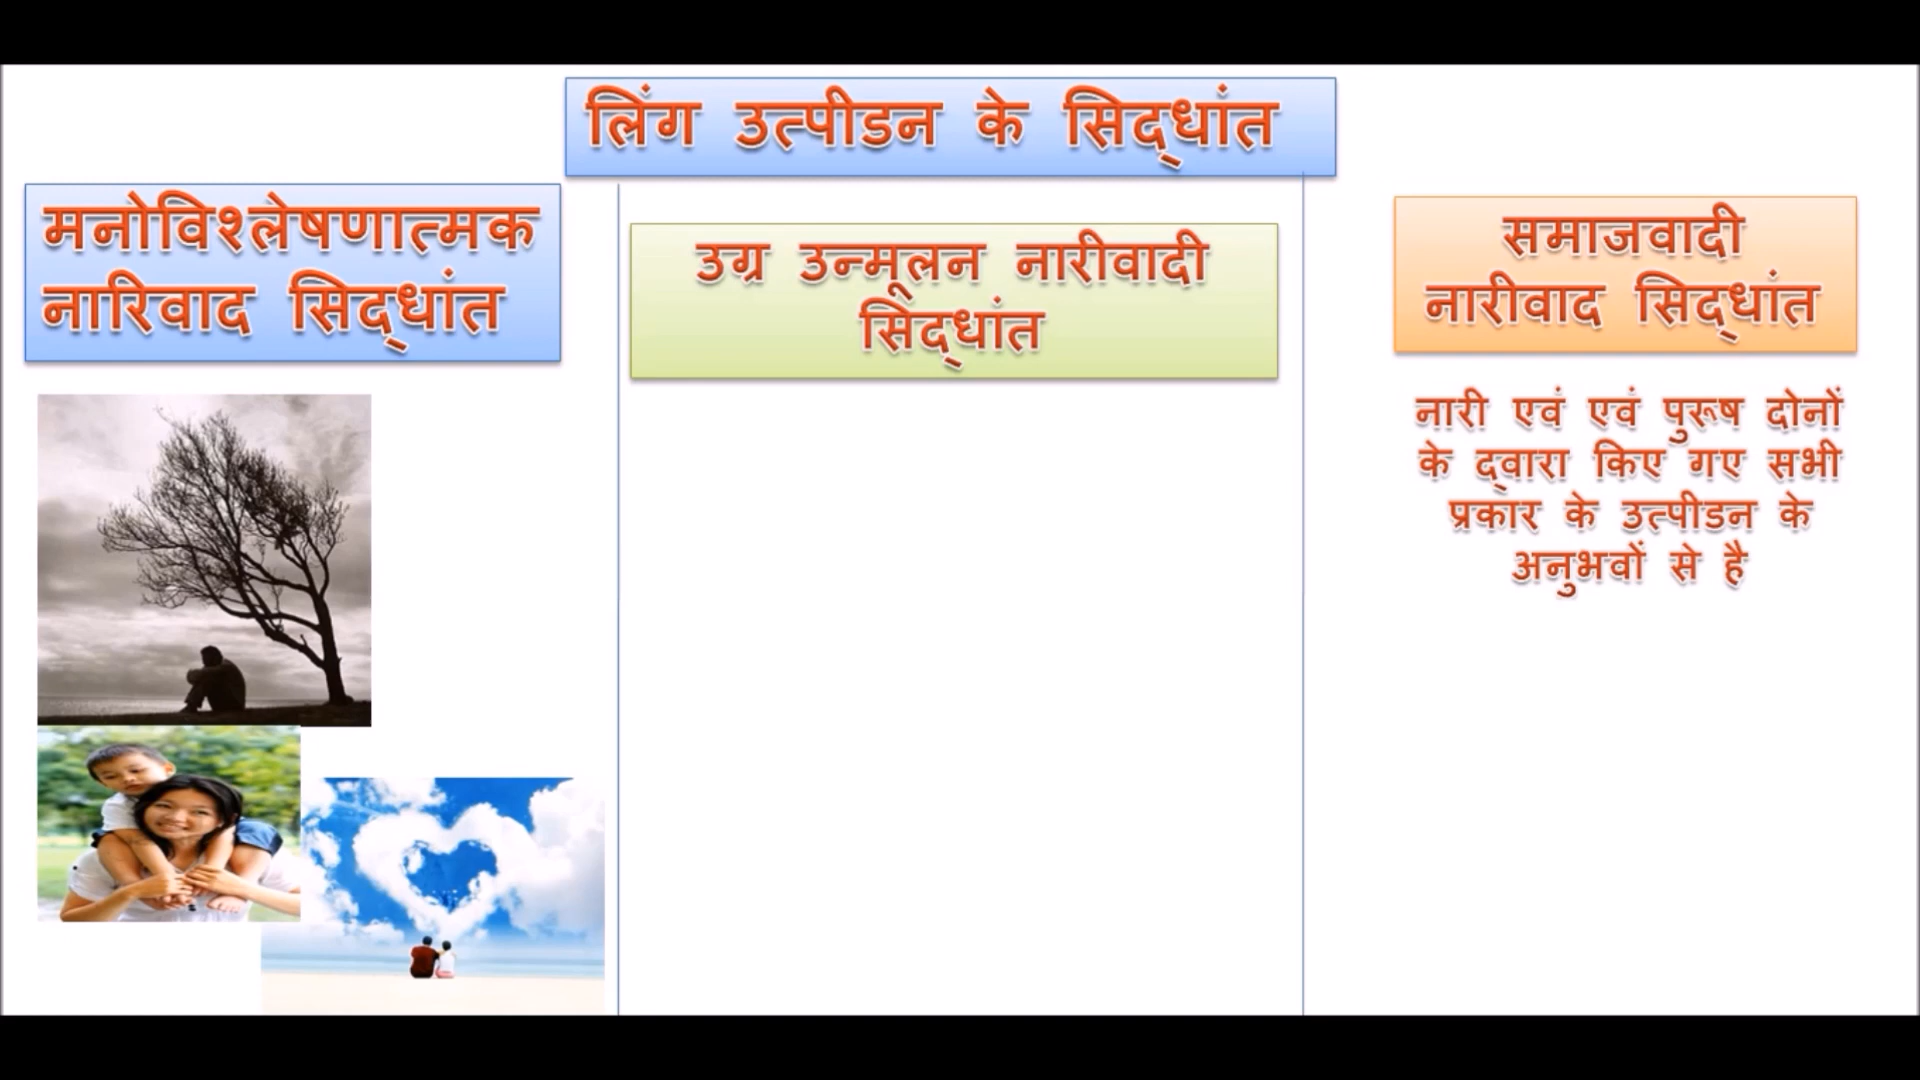 लिंग उत्पीडन के सिद्धांत
मनोविश्लेषणात्मक
नारिवाद सिद्धांत
उग्र उन्मूलन नारीवादी
सिद्धांत
समाजवादी
नारीवाद सिद्धांत
नारी एवं एवं पुरूष दोनों
के द्वारा किए गए सभी
प्रकार के उत्पीडन के
अनुभवों से है